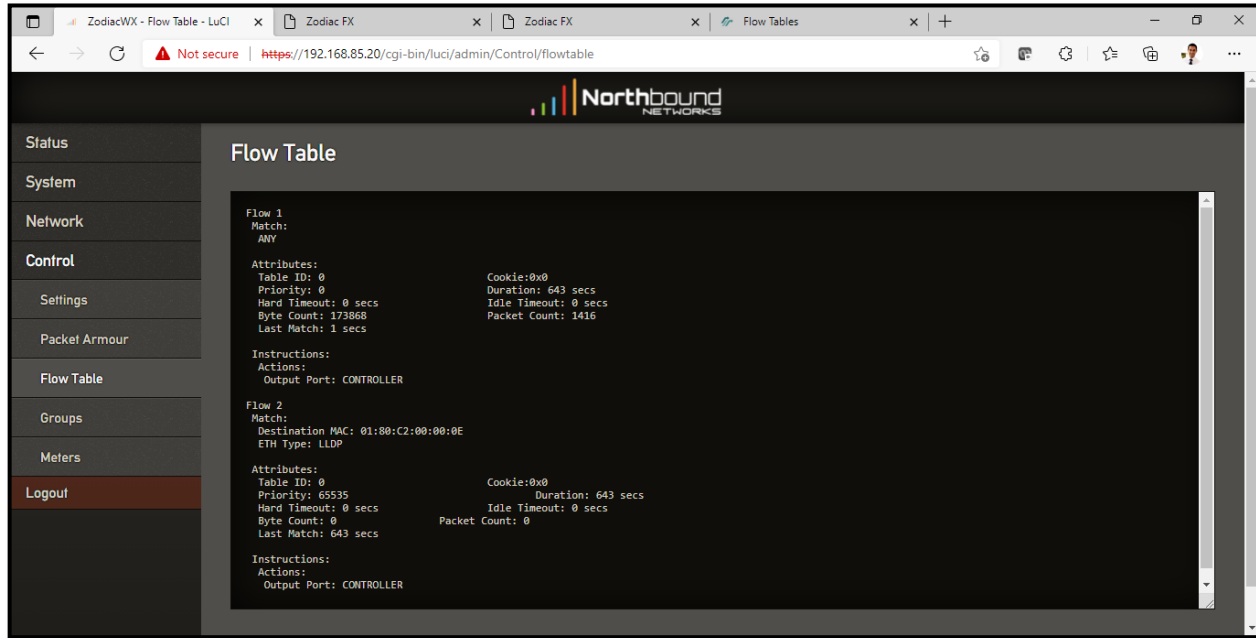 ZodiacWX - Flow Table - LuCI
Zodiac FX
Zodiac FX
Flow Tables
Not secure
https://192.168.85.20/cgi-bin/luci/admin/Control/flowtable
Northbound
NETWORKS
Status
System
Network
Control
Settings
Packet Armour
Flow Table
Groups
Meters
Logout
Flow Table
Flow 1
Match:
ANY
Attributes:
Table ID: 0 Cookie:0x0
Priority: 0 Duration: 643 secs
Hard Timeout: 0 secs Idle Timeout: 0 secs
Byte Count: 173868 Packet Count: 1416
Last Match: 1 secs
Instructions:
Actions:
Output Port: CONTROLLER
Flow 2
Match:
Destination MAC: 01:80:C2:00:00:0E
ETH Type: LLDP
Attributes:
Table ID: 0 Cookie:0x0
Priority: 65535 Duration: 643 secs
Hard Timeout: 0 secs Idle Timeout: 0 secs
Byte Count: 0 Packet Count: 0
Last Match: 643 secs
Instructions:
Actions:
Output Port: CONTROLLER